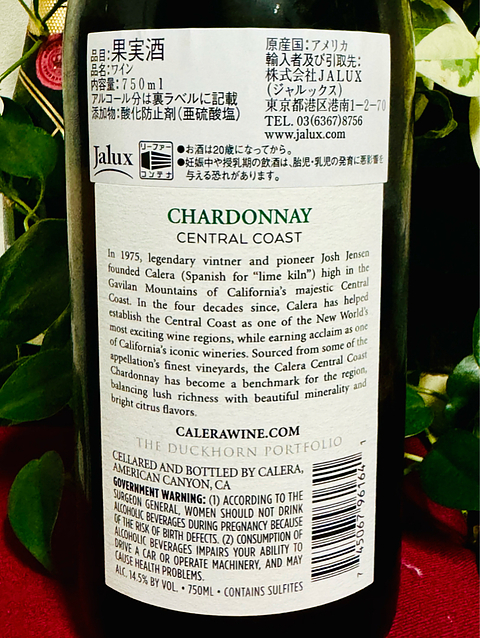 品目:果実酒
品名:ワイン
内容量:750ml
アルコール分は裏ラベルに記載
添加物:酸化防止剤(亜硫酸塩)
原産国:アメリカ
輸入者及び引取先:
株式会社JALUX
(ジャルックス)
東京都港区港南1-2-70
TEL. 03(6367)8756
www.jalux.com
Jalux
リーファー
コンテナ
●お酒は20歳になってから。
●妊娠中や授乳期の飲酒は、胎児・乳児の発育に悪影響を
与える恐れがあります。
CHARDONNAY
CENTRAL COAST
In 1975, legendary vintner and pioneer Josh Jensen
founded Calera (Spanish for “lime kiln”) high in the
Gavilan Mountains of California’s majestic Central
Coast. In the four decades since, Calera has helped
establish the Central Coast as one of the New World’s
most exciting wine regions, while earning acclaim as one
of California’s iconic wineries. Sourced from some of the
appellation’s finest vineyards, the Calera Central Coast
Chardonnay has become a benchmark for the region,
balancing lush richness with beautiful minerality and
bright citrus flavors.
CALERAWINE.COM
THE DUCKHORN PORTFOLIO
CELLARED AND BOTTLED BY CALERA,
AMERICAN CANYON, CA
GOVERNMENT WARNING: (1) ACCORDING TO THE
SURGEON GENERAL, WOMEN SHOULD NOT DRINK
ALCOHOLIC BEVERAGES DURING PREGNANCY BECAUSE
OF THE RISK OF BIRTH DEFECTS. (2) CONSUMPTION OF
ALCOHOLIC BEVERAGES IMPAIRS YOUR ABILITY TO
DRIVE A CAR OR OPERATE MACHINERY, AND MAY
CAUSE HEALTH PROBLEMS.
ALC. 14.5% BY VOL. • 750ML • CONTAINS SULFITES
7 45067 96164 1